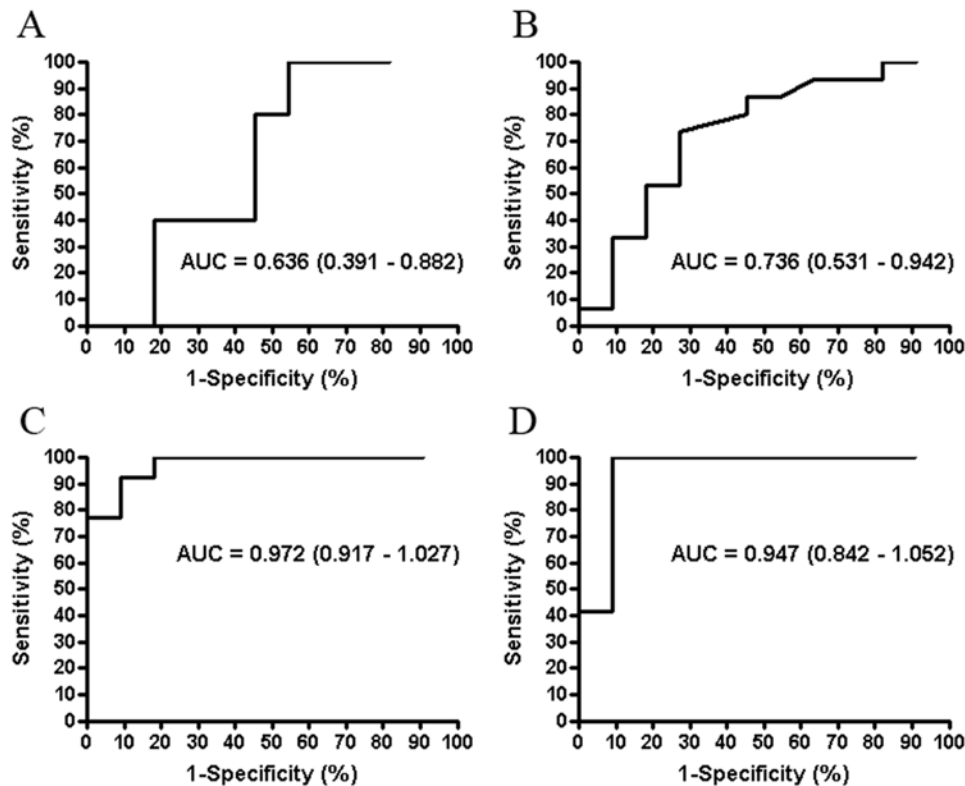 A
Sensitivity (%)
100
90
80
70
60
50
40
30
20
10
0
AUC = 0.636 (0.391 - 0.882)
0 10 20 30 40 50 60 70 80 90 100
1-Specificity (%)
B
Sensitivity (%)
100
90
80
70
60
50
40
30
20
10
0
AUC = 0.736 (0.531 - 0.942)
0 10 20 30 40 50 60 70 80 90 100
1-Specificity (%)
C
Sensitivity (%)
100
90
80
70
60
50
40
30
20
10
0
AUC = 0.972 (0.917 - 1.027)
0 10 20 30 40 50 60 70 80 90 100
1-Specificity (%)
D
Sensitivity (%)
100
90
80
70
60
50
40
30
20
10
0
AUC = 0.947 (0.842 - 1.052)
0 10 20 30 40 50 60 70 80 90 100
1-Specificity (%)